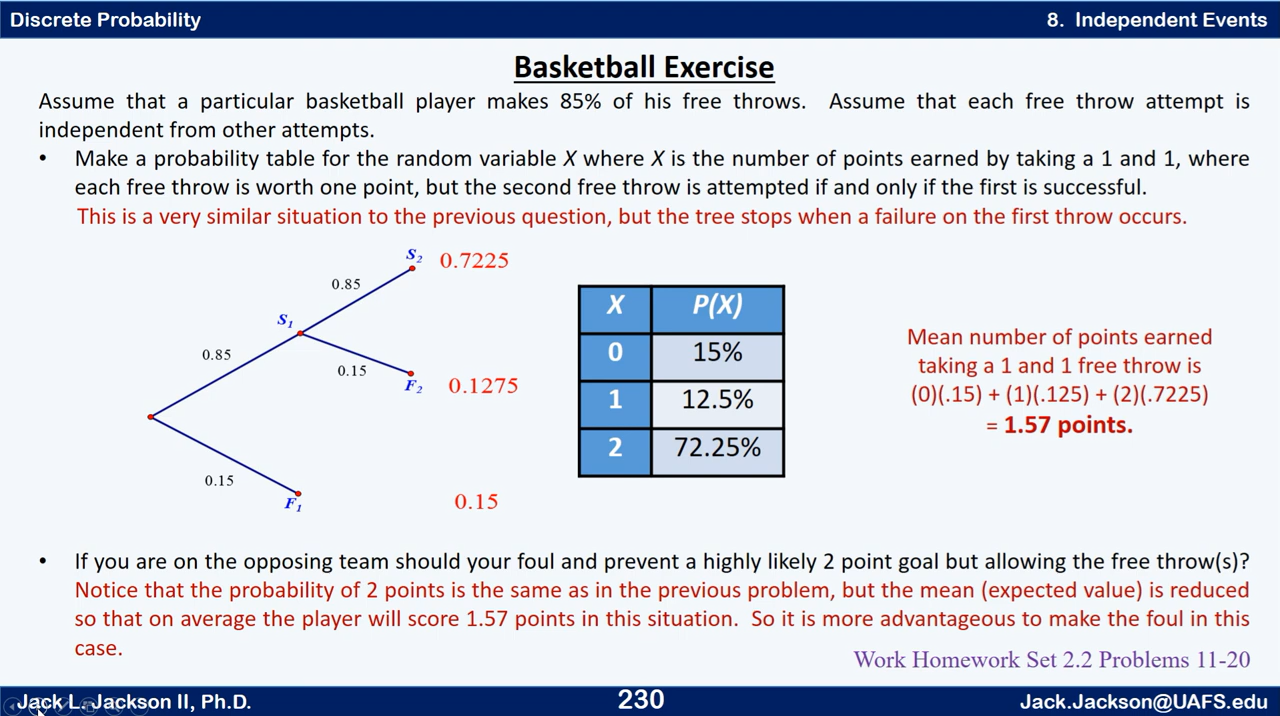 Discrete Probability
8. Independent Events
Basketball Exercise
Assume that a particular basketball player makes 85% of his free throws. Assume that each free throw attempt is
independent from other attempts.
• Make a probability table for the random variable X where X is the number of points earned by taking a 1 and 1, where
each free throw is worth one point, but the second free throw is attempted if and only if the first is successful.
This is a very similar situation to the previous question, but the tree stops when a failure on the first throw occurs.
S2
0.7225
0.85
S1
0.85
0.15
F2
0.1275
0.15
F1
0.15
X P(X)
0 15%
1 12.5%
2 72.25%
Mean number of points earned
taking a 1 and 1 free throw is
(0)(.15) + (1)(.125) + (2)(.7225)
= 1.57 points.
• If you are on the opposing team should your foul and prevent a highly likely 2 point goal but allowing the free throw(s)?
Notice that the probability of 2 points is the same as in the previous problem, but the mean (expected value) is reduced
so that on average the player will score 1.57 points in this situation. So it is more advantageous to make the foul in this
case.
Work Homework Set 2.2 Problems 11-20
Jack L. Jackson II, Ph.D.
230
Jack.Jackson@UAFS.edu